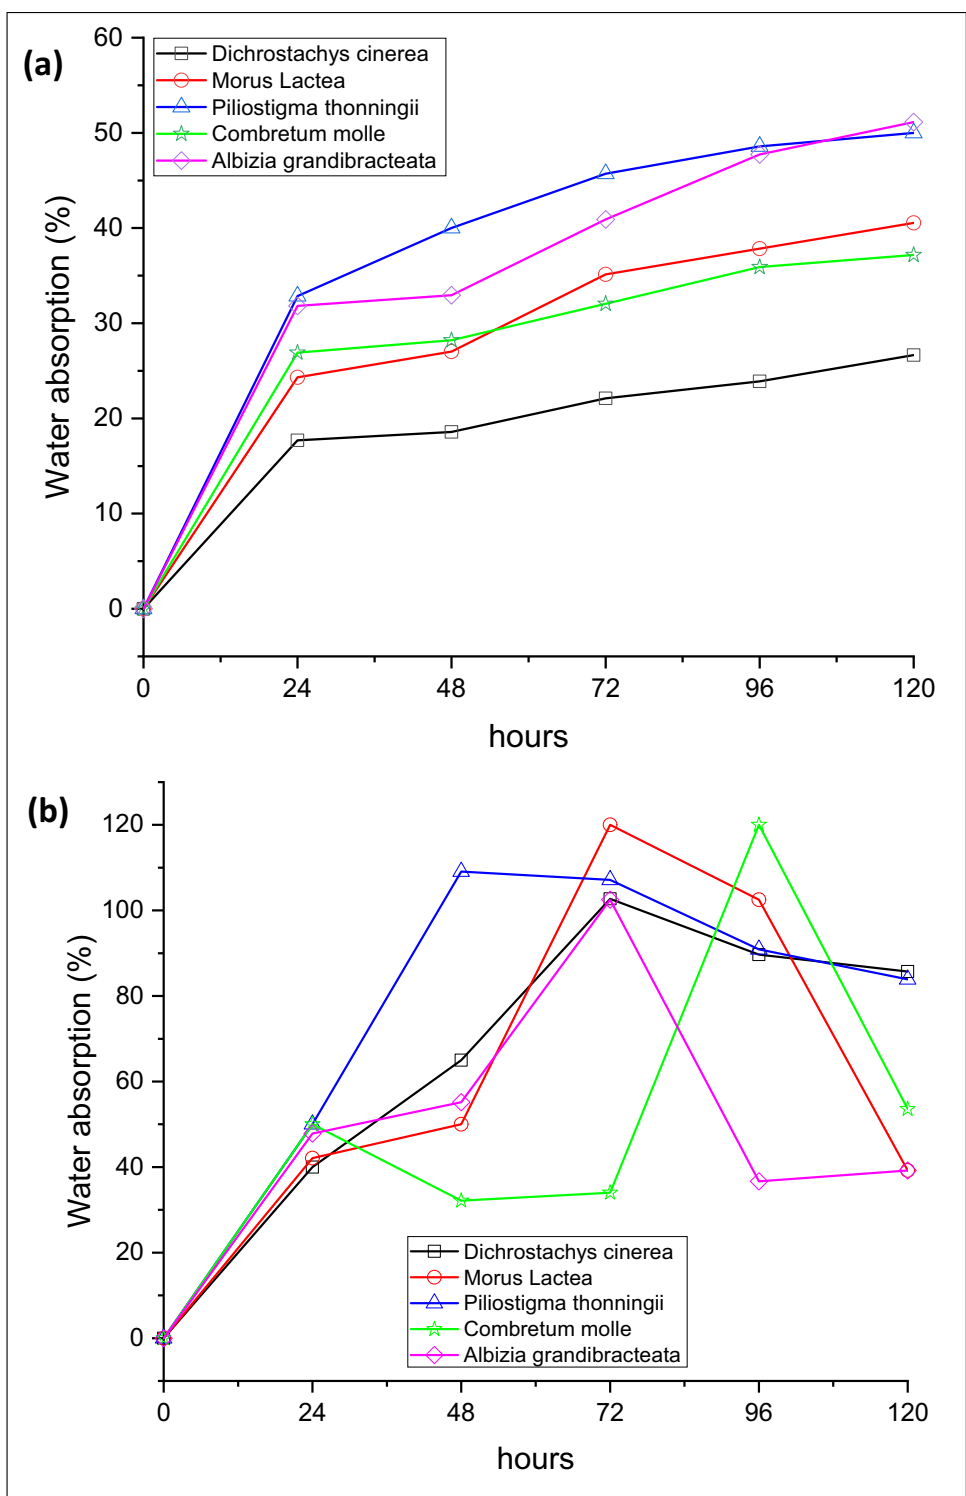 (a)
60
50
40
30
20
10
0
Water absorption (%)
Dichrostachys cinerea
Morus Lactea
Piliostigma thonningii
Combretum molle
Albizia grandibracteata
0 24 48 72 96 120
hours
(b)
120
100
80
60
40
20
0
Water absorption (%)
Dichrostachys cinerea
Morus Lactea
Piliostigma thonningii
Combretum molle
Albizia grandibracteata
0 24 48 72 96 120
hours